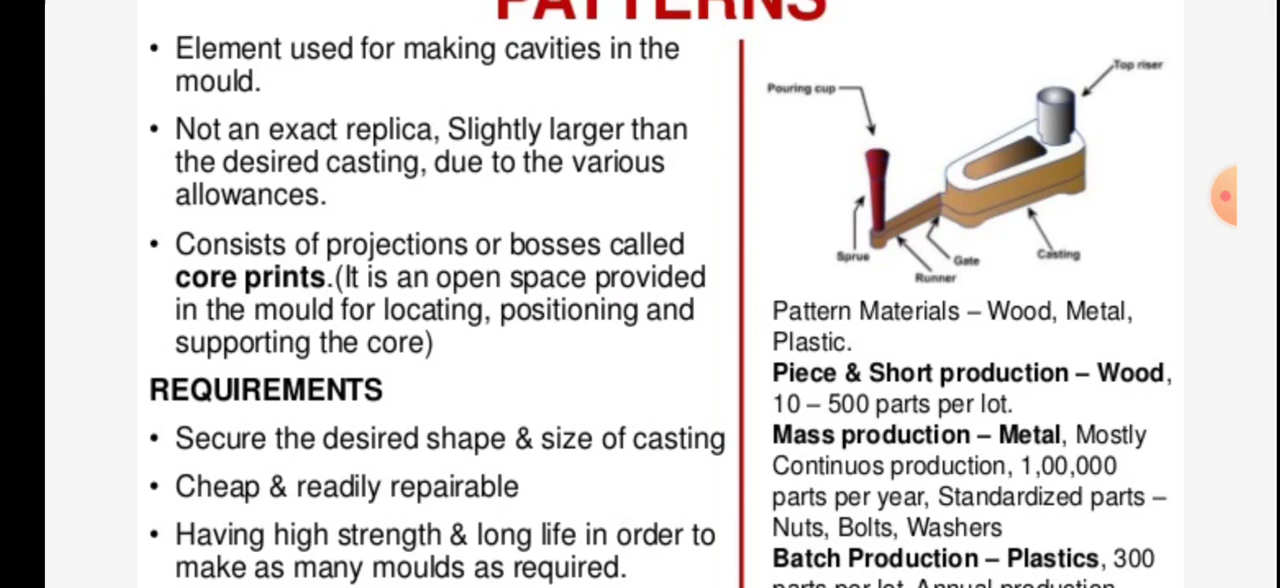 PATTERNS
• Element used for making cavities in the
mould.
• Not an exact replica, Slightly larger than
the desired casting, due to the various
allowances.
• Consists of projections or bosses called
core prints.(It is an open space provided
in the mould for locating, positioning and
supporting the core)
REQUIREMENTS
• Secure the desired shape & size of casting
• Cheap & readily repairable
• Having high strength & long life in order to
make as many moulds as required.
Top riser
Pouring cup
Sprue
Gate
Casting
Runner
Pattern Materials – Wood, Metal,
Plastic.
Piece & Short production – Wood,
10 – 500 parts per lot.
Mass production – Metal, Mostly
Continuos production, 1,00,000
parts per year, Standardized parts –
Nuts, Bolts, Washers
Batch Production – Plastics, 300
parts per lot, Annual production